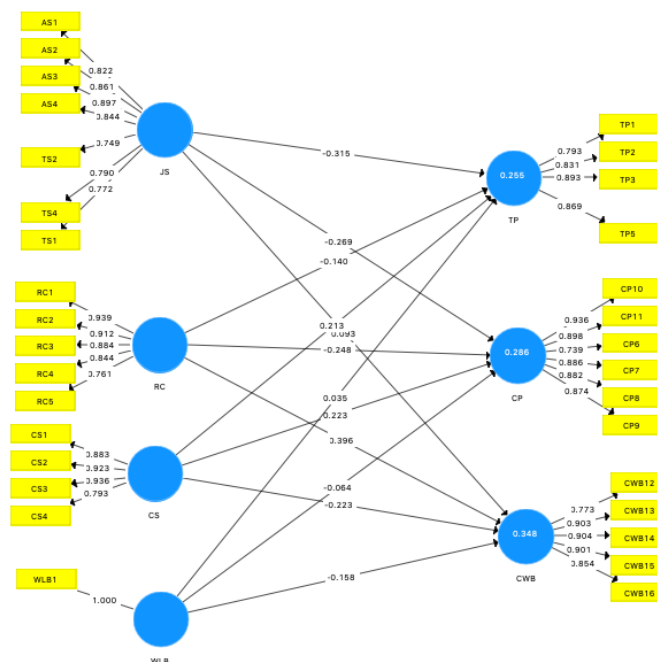 AS1
AS2
AS3
AS4
TS2
TS4
TS1
0.822
0.861
0.897
0.844
0.749
0.790
0.772
JS
RC1
RC2
RC3
RC4
RC5
0.939
0.912
0.884
0.844
0.761
RC
CS1
CS2
CS3
CS4
0.883
0.923
0.936
0.793
CS
WLB1
1.000
WLB
-0.315
-0.269
-0.140
0.213
0.093
-0.248
0.035
0.223
0.396
-0.064
-0.223
-0.158
0.255
TP
0.793
0.831
0.893
0.869
TP1
TP2
TP3
TP5
0.286
CP
0.936
0.898
0.739
0.886
0.882
0.874
CP10
CP11
CP6
CP7
CP8
CP9
0.348
CWB
0.773
0.903
0.904
0.901
0.854
CWB12
CWB13
CWB14
CWB15
CWB16